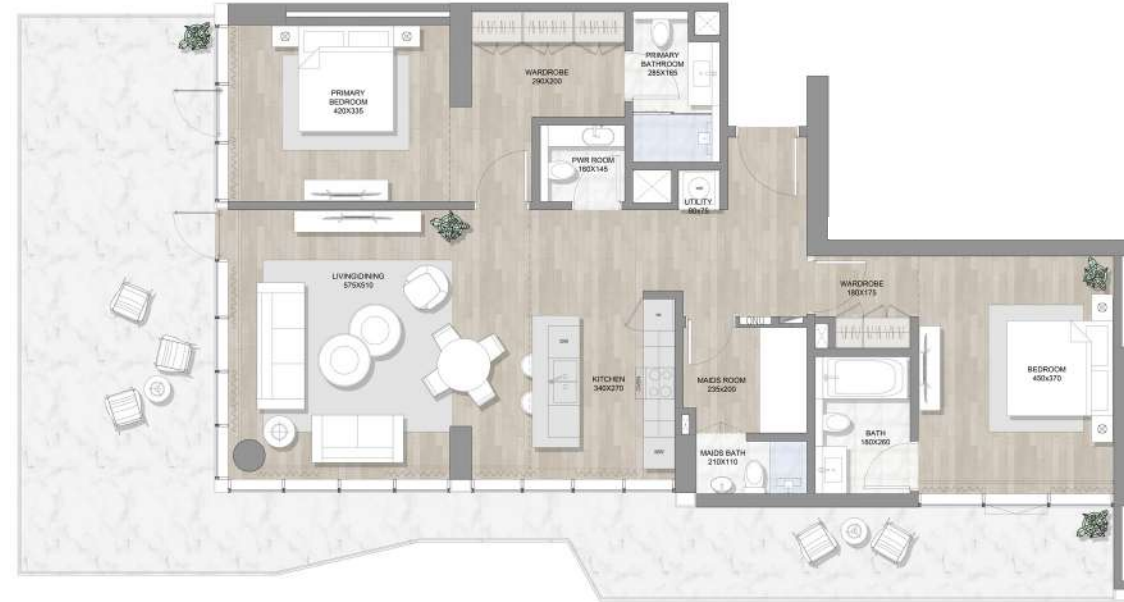 PRIMARY
BATHROOM
285X165
WARDROBE
290X200
PRIMARY
BEDROOM
420X335
PWR ROOM
160X145
UTILITY
80x75
LIVING\DINING
575X510
WARDROBE
180X175
KITCHEN
340X270
MAIDS ROOM
235x200
BEDROOM
450x370
BATH
180X260
MAIDS BATH
210X110